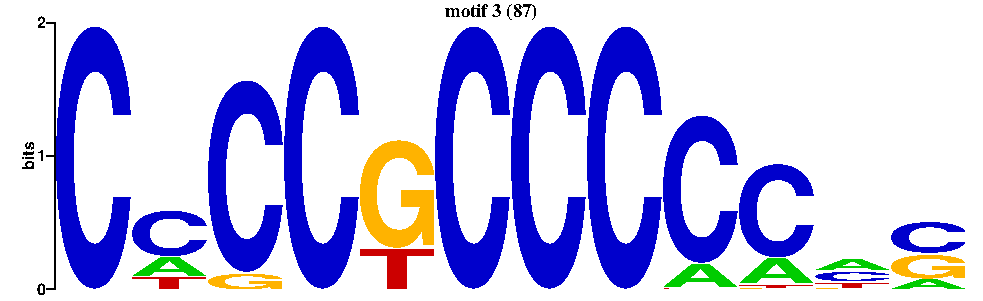 motif 3 (87)
2
bits
1
0
C C C C G C C C C C A C
A G T A A C G
T T A